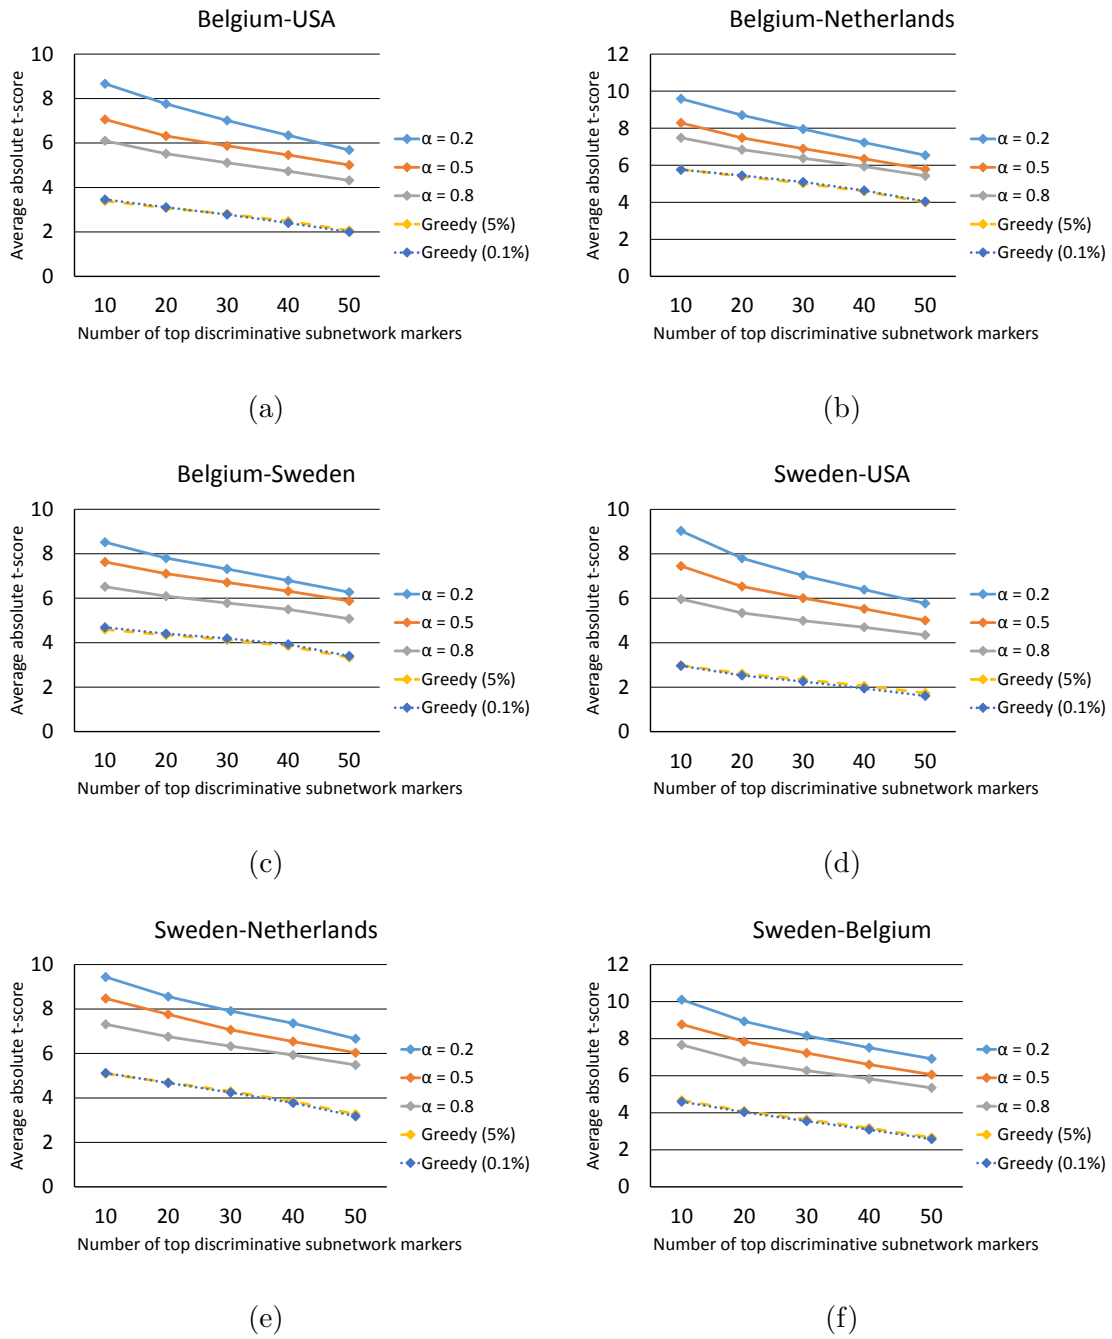 Belgium-USA
Average absolute t-score
10
8
6
4
2
0
10 20 30 40 50
Number of top discriminative subnetwork markers
α = 0.2
α = 0.5
α = 0.8
Greedy (5%)
Greedy (0.1%)
(a)
Belgium-Netherlands
Average absolute t-score
12
10
8
6
4
2
0
10 20 30 40 50
Number of top discriminative subnetwork markers
α = 0.2
α = 0.5
α = 0.8
Greedy (5%)
Greedy (0.1%)
(b)
Belgium-Sweden
Average absolute t-score
10
8
6
4
2
0
10 20 30 40 50
Number of top discriminative subnetwork markers
α = 0.2
α = 0.5
α = 0.8
Greedy (5%)
Greedy (0.1%)
(c)
Sweden-USA
Average absolute t-score
10
8
6
4
2
0
10 20 30 40 50
Number of top discriminative subnetwork markers
α = 0.2
α = 0.5
α = 0.8
Greedy (5%)
Greedy (0.1%)
(d)
Sweden-Netherlands
Average absolute t-score
10
8
6
4
2
0
10 20 30 40 50
Number of top discriminative subnetwork markers
α = 0.2
α = 0.5
α = 0.8
Greedy (5%)
Greedy (0.1%)
(e)
Sweden-Belgium
Average absolute t-score
12
10
8
6
4
2
0
10 20 30 40 50
Number of top discriminative subnetwork markers
α = 0.2
α = 0.5
α = 0.8
Greedy (5%)
Greedy (0.1%)
(f)